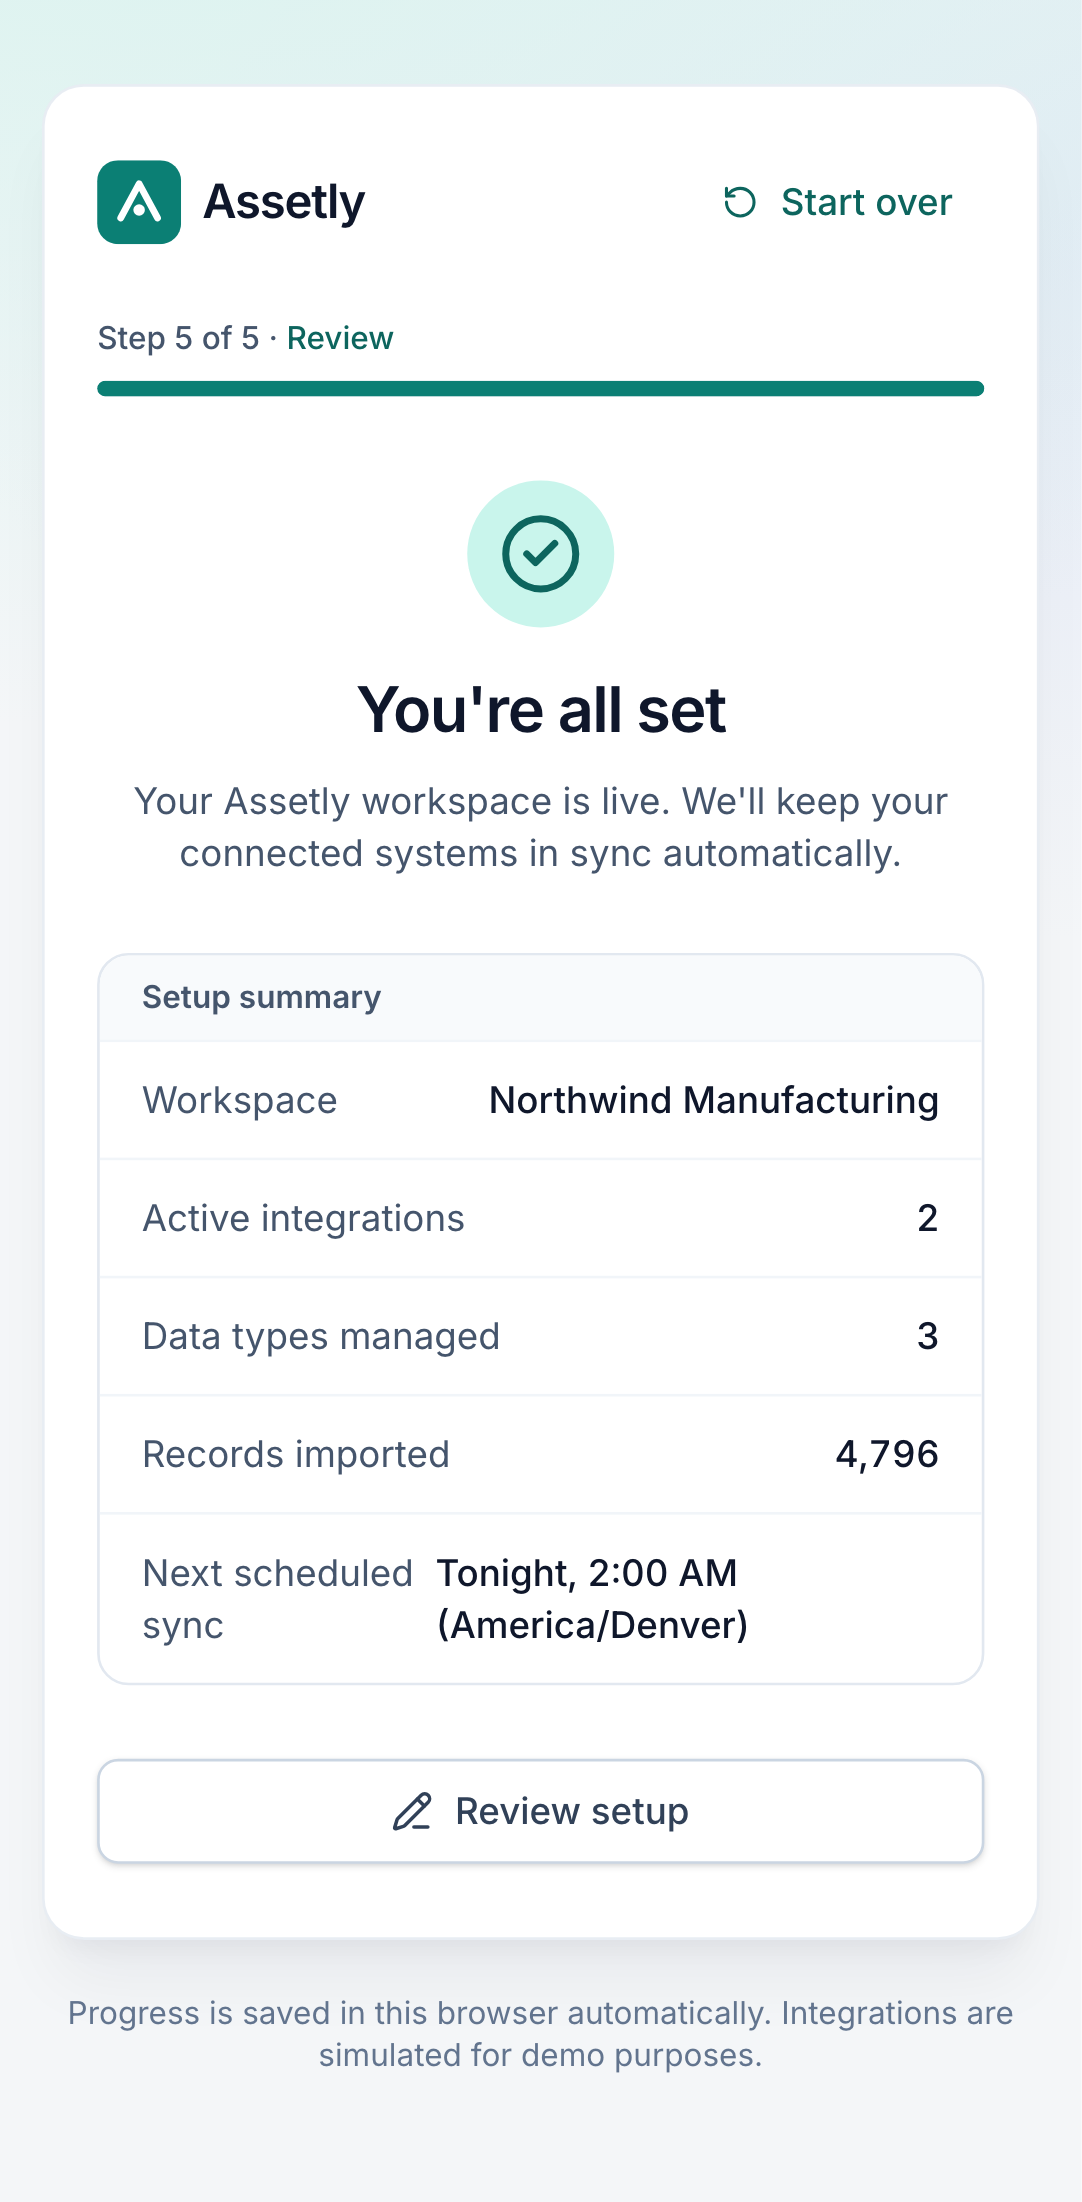 Assetly
Start over
Step 5 of 5 · Review
You're all set
Your Assetly workspace is live. We'll keep your
connected systems in sync automatically.
Setup summary
Workspace Northwind Manufacturing
Active integrations 2
Data types managed 3
Records imported 4,796
Next scheduled sync
Tonight, 2:00 AM
(America/Denver)
Review setup
Progress is saved in this browser automatically. Integrations are
simulated for demo purposes.